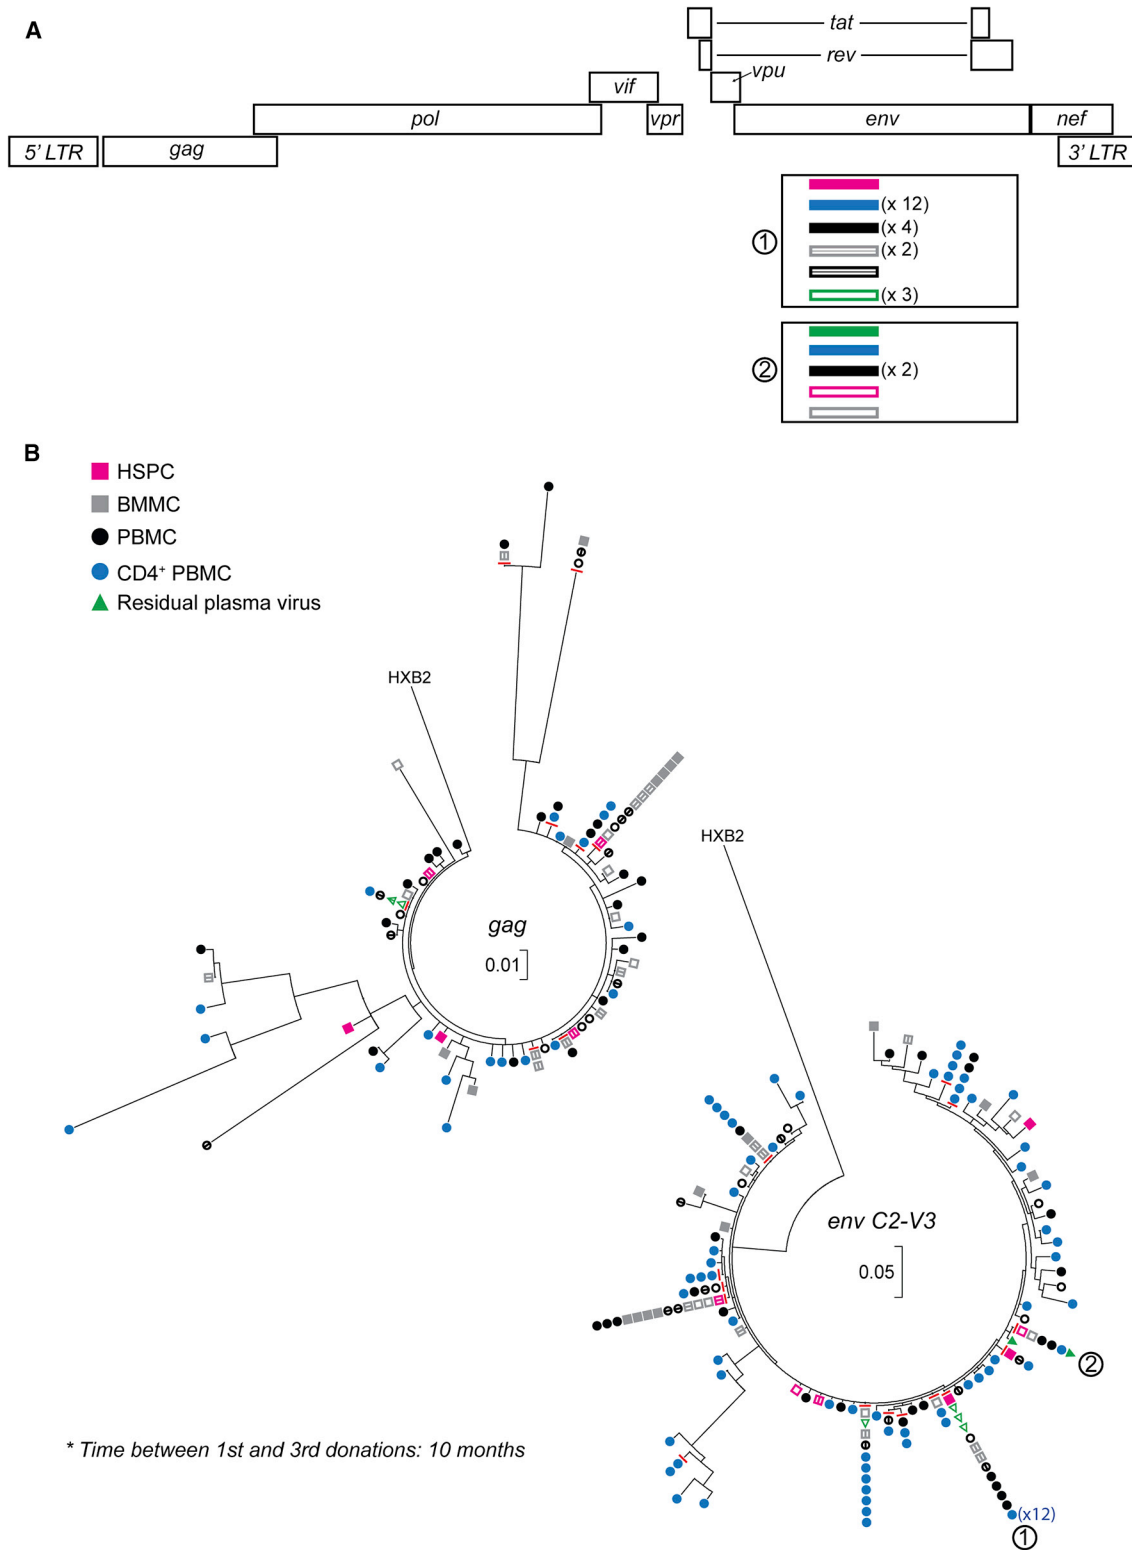 A
tat
rev
vpu
vif
pol
vpr
env
nef
5’ LTR
gag
3’ LTR
1
(x 12)
(x 4)
(x 2)
(x 3)
2
(x 2)
B
HSPC
BMMC
PBMC
CD4+ PBMC
Residual plasma virus
HXB2
gag
0.01
HXB2
env C2-V3
0.05
2
* Time between 1st and 3rd donations: 10 months
(x12)
1